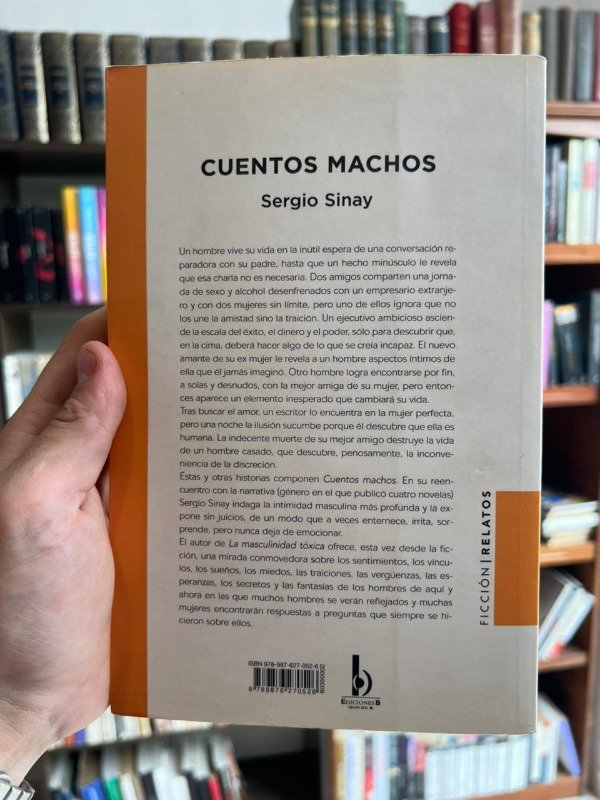 CUENTOS MACHOS
Sergio Sinay
Un hombre vive su vida en la inútil espera de una conversación re-
paradora con su padre, hasta que un hecho minúsculo le revela
que esa charla no es necesaria. Dos amigos comparten una jorna-
da de sexo y alcohol desenfrenados con un empresario extranje-
ro y con dos mujeres sin límite, pero uno de ellos ignora que no
los une la amistad sino la traición. Un ejecutivo ambicioso ascien-
de la escala del éxito, el dinero y el poder, sólo para descubrir que,
en la cima, deberá hacer algo de lo que se creía incapaz. El nuevo
amante de su ex mujer le revela a un hombre aspectos íntimos de
ella que él jamás imaginó. Otro hombre logra encontrarse por fin,
a solas y desnudos, con la mejor amiga de su mujer, pero enton-
ces aparece un elemento inesperado que cambiará su vida.
Tras buscar el amor, un escritor lo encuentra en la mujer perfecta,
pero una noche la ilusión sucumbe porque él descubre que ella es
humana. La indecente muerte de su mejor amigo destruye la vida
de un hombre casado, que descubre, penosamente, la inconve-
niencia de la discreción.
Éstas y otras historias componen Cuentos machos. En su reen-
cuentro con la narrativa (género en el que publicó cuatro novelas)
Sergio Sinay indaga la intimidad masculina más profunda y la ex-
pone sin juicios, de un modo que a veces enternece, irrita, sor-
prende, pero nunca deja de emocionar.
El autor de La masculinidad tóxica ofrece, esta vez desde la fic-
ción, una mirada conmovedora sobre los sentimientos, los víncu-
los, los sueños, los miedos, las traiciones, las vergüenzas, las es-
peranzas, los secretos y las fantasías de los hombres de aquí y
ahora en las que muchos hombres se verán reflejados y muchas
mujeres encontrarán respuestas a preguntas que siempre se hi-
cieron sobre ellos.
FICCIÓN | RELATOS
ISBN 978-987-627-052-6
9 789876 270526
EDICIONES B
GRUPO ZETA